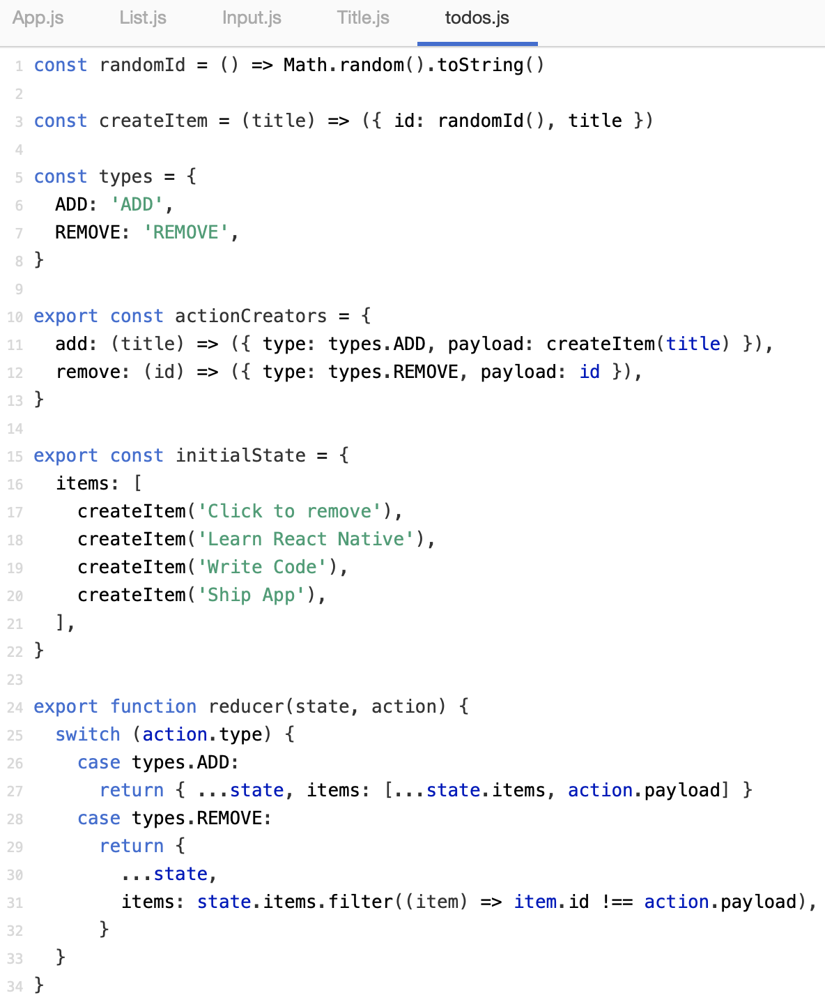 App.js List.js Input.js Title.js todos.js
1 const randomId = () => Math.random().toString()
2
3 const createItem = (title) => ({ id: randomId(), title })
4
5 const types = {
6   ADD: 'ADD',
7   REMOVE: 'REMOVE',
8 }
9
10 export const actionCreators = {
11   add: (title) => ({ type: types.ADD, payload: createItem(title) }),
12   remove: (id) => ({ type: types.REMOVE, payload: id }),
13 }
14
15 export const initialState = {
16   items: [
17     createItem('Click to remove'),
18     createItem('Learn React Native'),
19     createItem('Write Code'),
20     createItem('Ship App'),
21   ],
22 }
23
24 export function reducer(state, action) {
25   switch (action.type) {
26     case types.ADD:
27       return { ...state, items: [...state.items, action.payload] }
28     case types.REMOVE:
29       return {
30         ...state,
31         items: state.items.filter((item) => item.id !== action.payload),
32       }
33   }
34 }